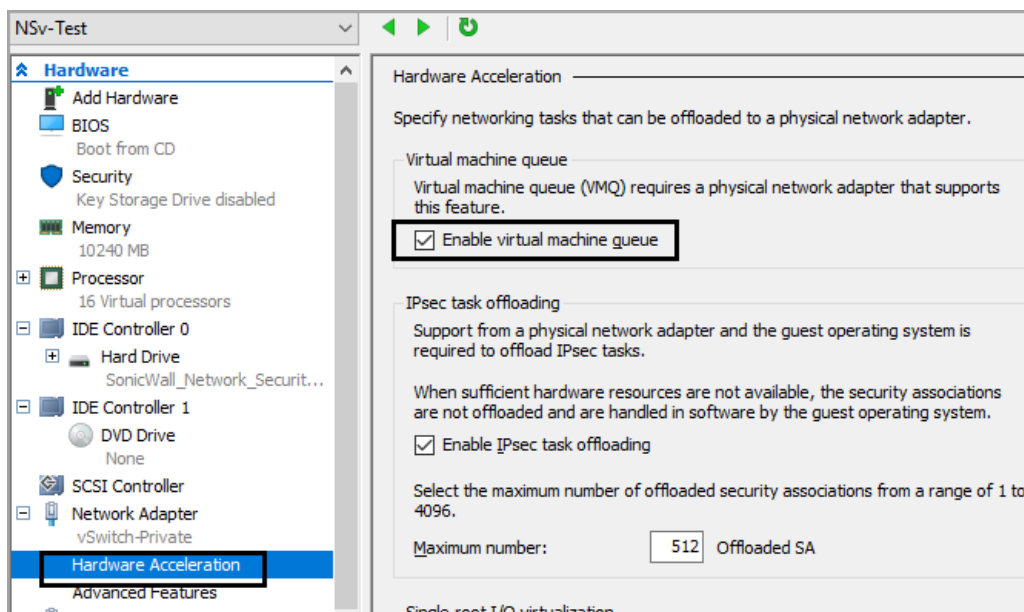 NSv-Test
Hardware
Add Hardware
BIOS
Boot from CD
Security
Key Storage Drive disabled
Memory
10240 MB
Processor
16 Virtual processors
IDE Controller 0
Hard Drive
SonicWall_Network_Securit...
IDE Controller 1
DVD Drive
None
SCSI Controller
Network Adapter
vSwitch-Private
Hardware Acceleration
Advanced Features
Hardware Acceleration
Specify networking tasks that can be offloaded to a physical network adapter.
Virtual machine queue
Virtual machine queue (VMQ) requires a physical network adapter that supports
this feature.
Enable virtual machine queue
IPsec task offloading
Support from a physical network adapter and the guest operating system is
required to offload IPsec tasks.
When sufficient hardware resources are not available, the security associations
are not offloaded and are handled in software by the guest operating system.
Enable IPsec task offloading
Select the maximum number of offloaded security associations from a range of 1 to
4096.
Maximum number: 512 Offloaded SA
Single-root I/O virtualization